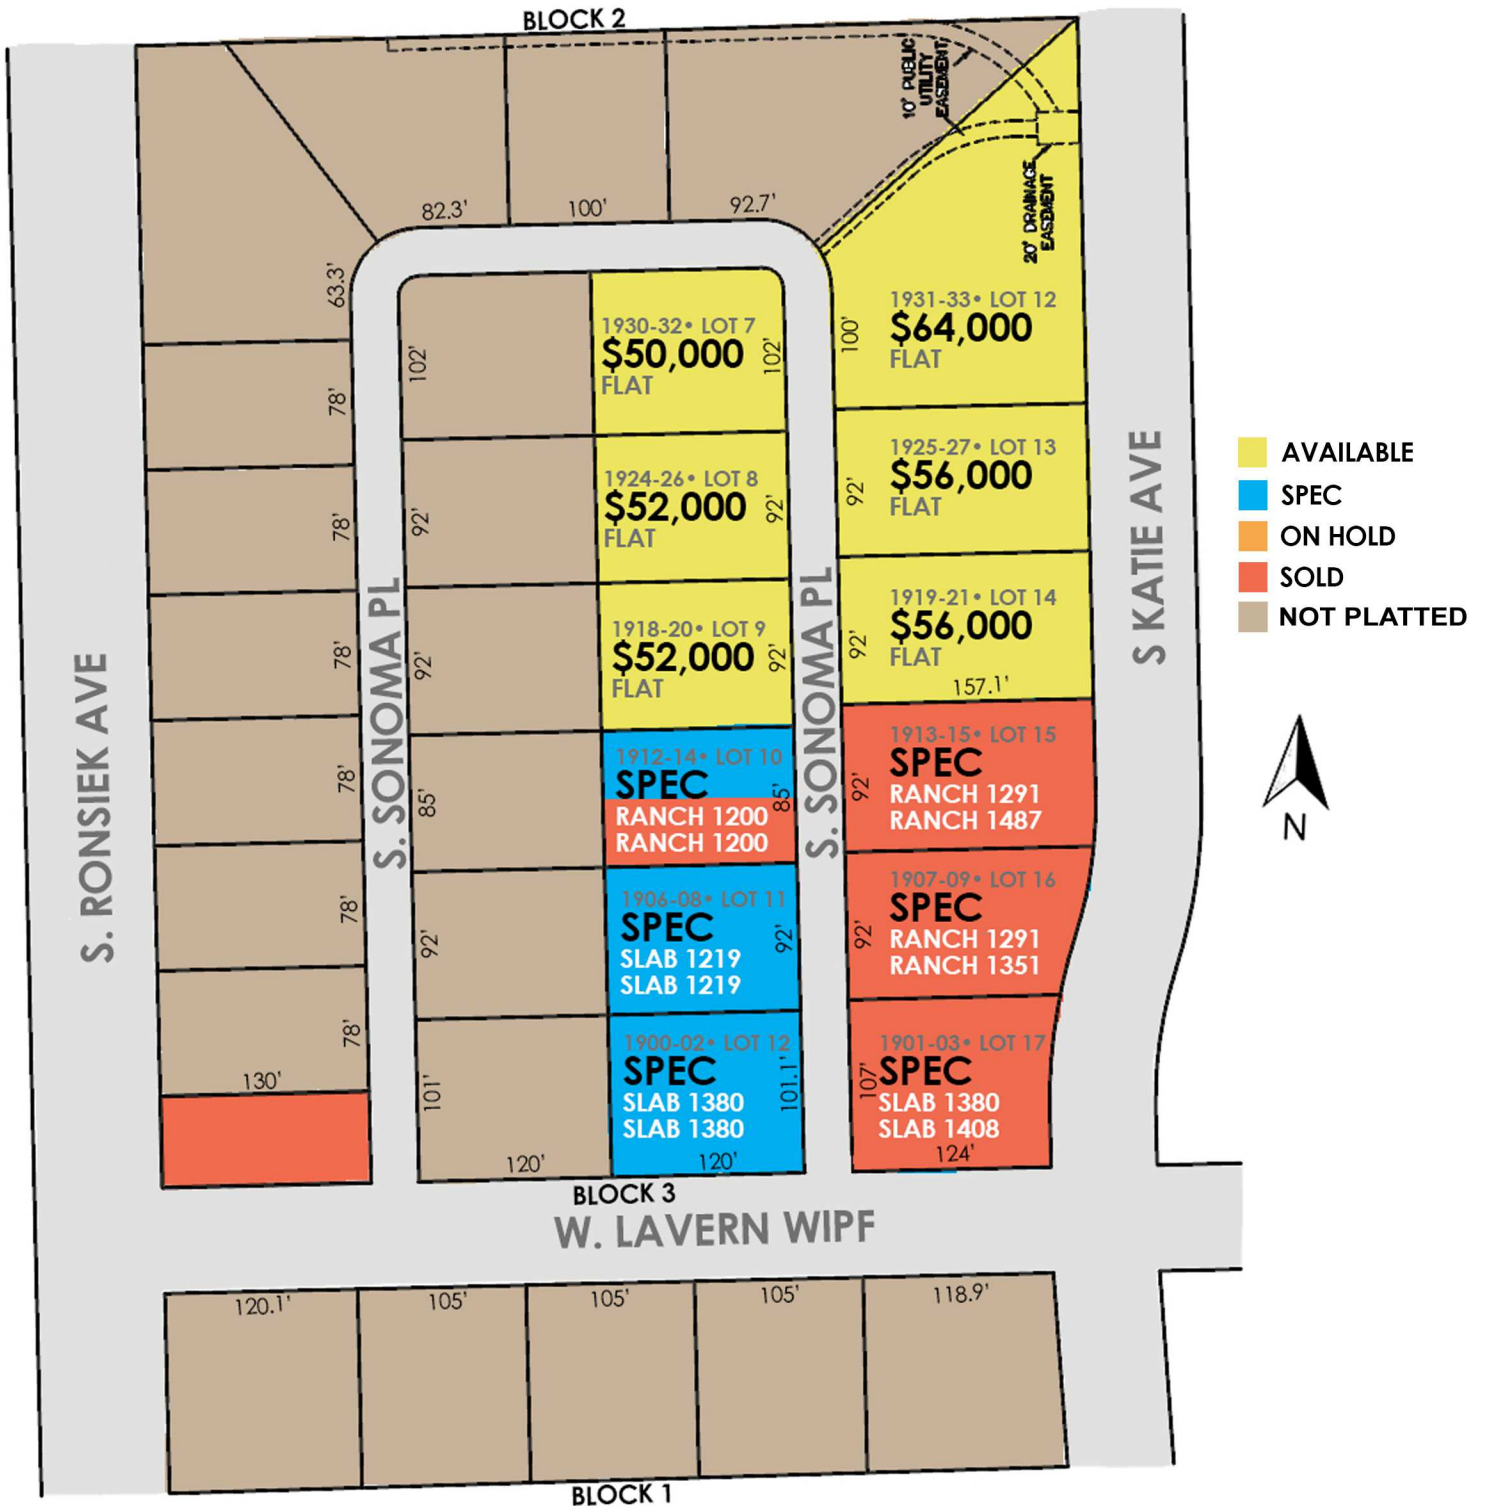 BLOCK 2
10' PUBLIC
UTILITY
EASEMENT
20' DRAINAGE
EASEMENT
82.3'
100'
92.7'
63.3'
78'
78'
78'
78'
78'
78'
130'
S. RONSIEK AVE
S. SONOMA PL
102'
92'
92'
85'
92'
101'
120'
1930-32• LOT 7
$50,000
FLAT
102'
1924-26• LOT 8
$52,000
FLAT
92'
1918-20• LOT 9
$52,000
FLAT
92'
1912-14• LOT 10
SPEC
RANCH 1200
RANCH 1200
85'
1906-08• LOT 11
SPEC
SLAB 1219
SLAB 1219
92'
1900-02• LOT 12
SPEC
SLAB 1380
SLAB 1380
101.1'
120'
S. SONOMA PL
1931-33• LOT 12
$64,000
FLAT
100'
1925-27• LOT 13
$56,000
FLAT
92'
1919-21• LOT 14
$56,000
FLAT
92'
157.1'
1913-15• LOT 15
SPEC
RANCH 1291
RANCH 1487
92'
1907-09• LOT 16
SPEC
RANCH 1291
RANCH 1351
92'
1901-03• LOT 17
SPEC
SLAB 1380
SLAB 1408
107'
124'
S KATIE AVE
AVAILABLE
SPEC
ON HOLD
SOLD
NOT PLATTED
N
BLOCK 3
W. LAVERN WIPF
120.1'
105'
105'
105'
118.9'
BLOCK 1